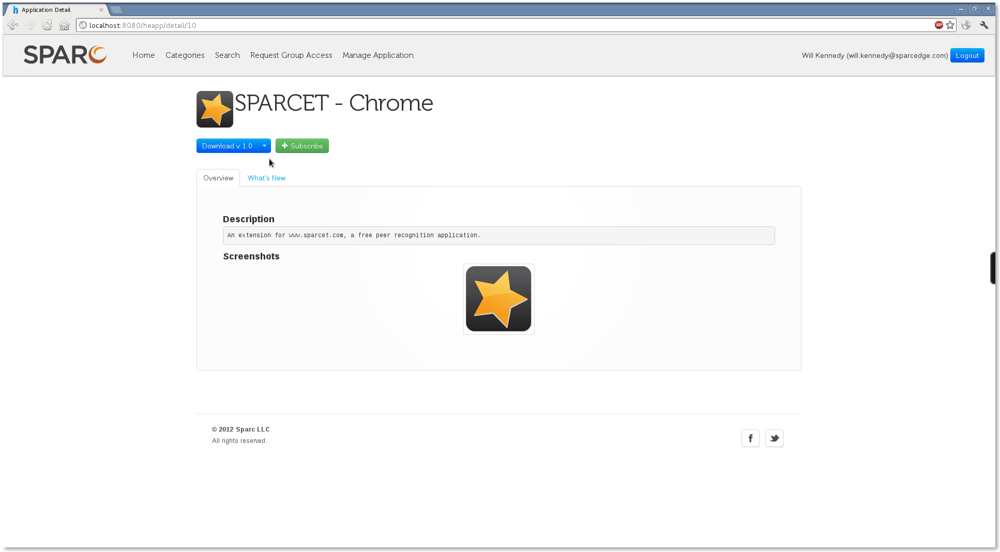 Application Detail
localhost:8080/heapp/detail/10
ABP
SPARC
Home Categories Search Request Group Access Manage Application
Will Kennedy (will.kennedy@sparcedge.com) Logout
SPARCET - Chrome
Download v.1.0
Subscribe
Overview What's New
Description
An extension for www.sparcet.com, a free peer recognition application.
Screenshots
© 2012 Sparc LLC
All rights reserved.